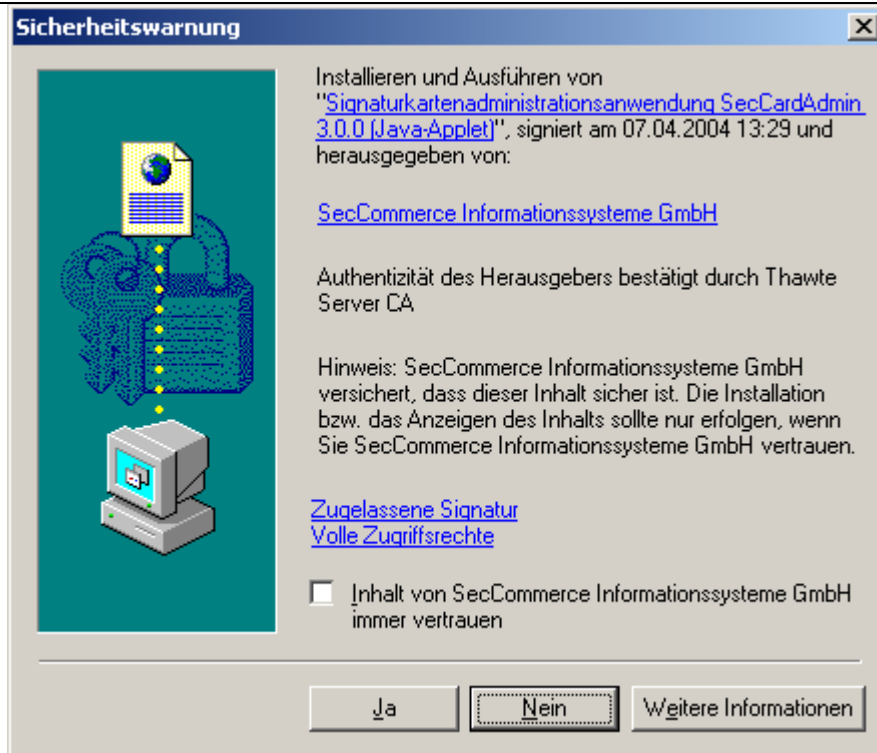 Sicherheitswarnung
Installieren und Ausführen von
"Signaturkartenadministrationsanwendung SecCardAdmin
3.0.0 (Java-Applet)", signiert am 07.04.2004 13:29 und
herausgegeben von:
SecCommerce Informationssysteme GmbH
Authentizität des Herausgebers bestätigt durch Thawte
Server CA
Hinweis: SecCommerce Informationssysteme GmbH
versichert, dass dieser Inhalt sicher ist. Die Installation
bzw. das Anzeigen des Inhalts sollte nur erfolgen, wenn
Sie SecCommerce Informationssysteme GmbH vertrauen.
Zugelassene Signatur
Volle Zugriffsrechte
Inhalt von SecCommerce Informationssysteme GmbH
immer vertrauen
Ja Nein Weitere Informationen